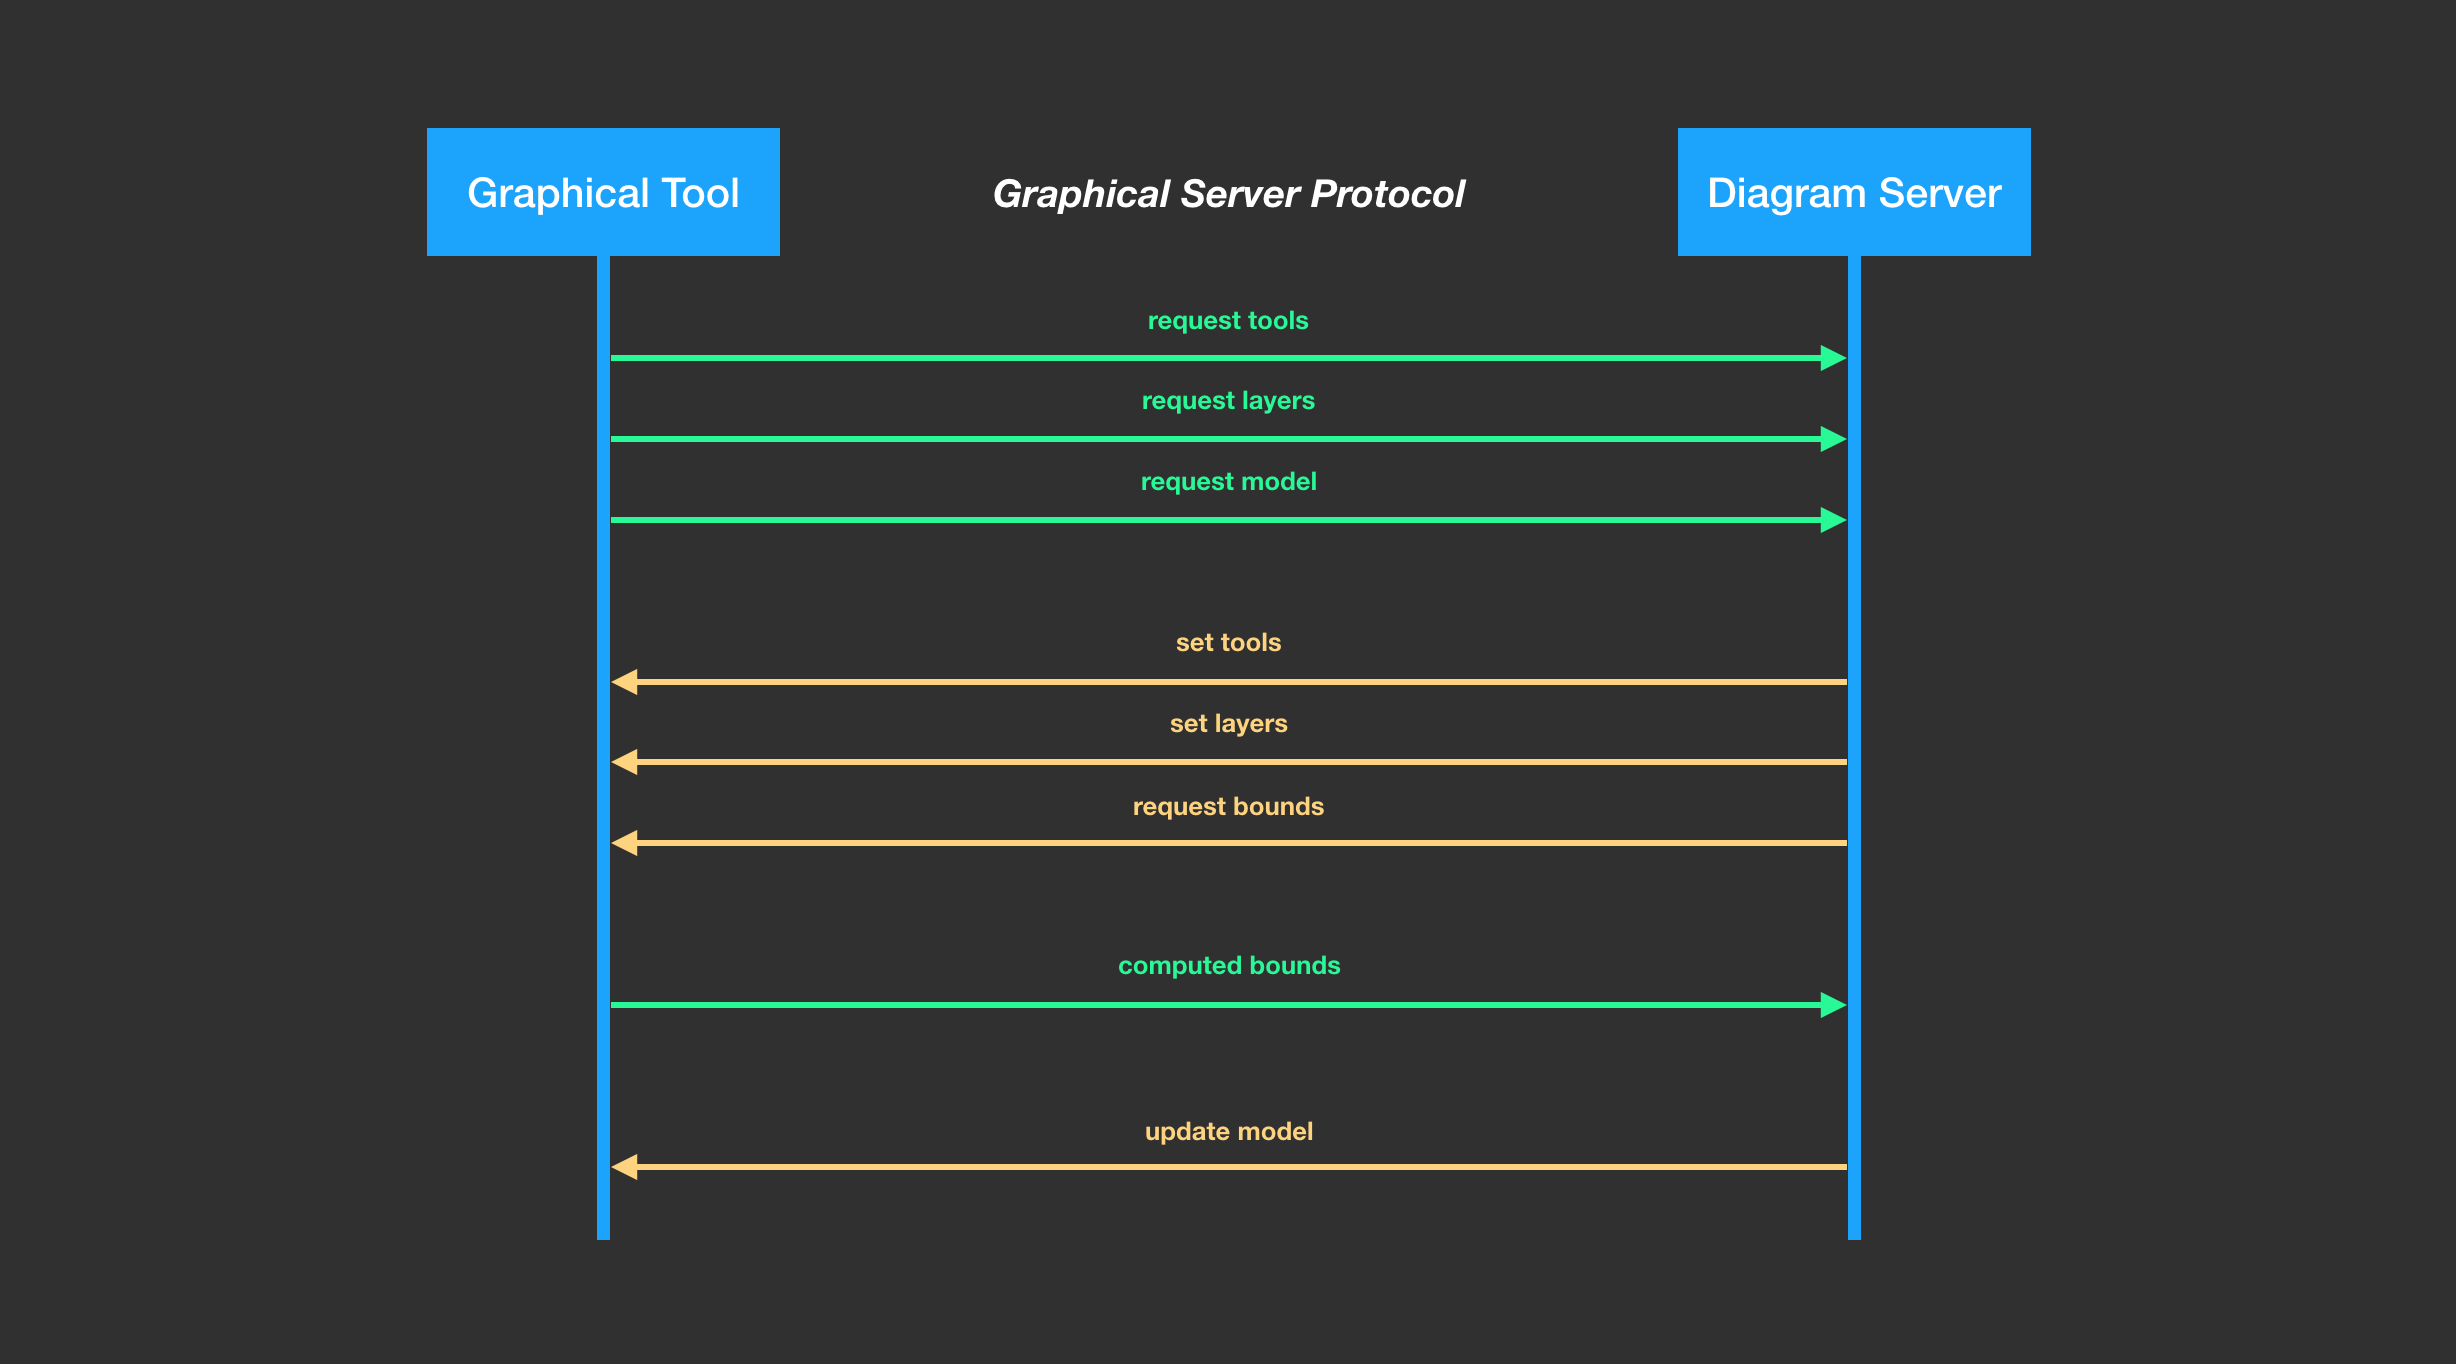 Graphical Tool
Graphical Server Protocol
Diagram Server
request tools
request layers
request model
set tools
set layers
request bounds
computed bounds
update model